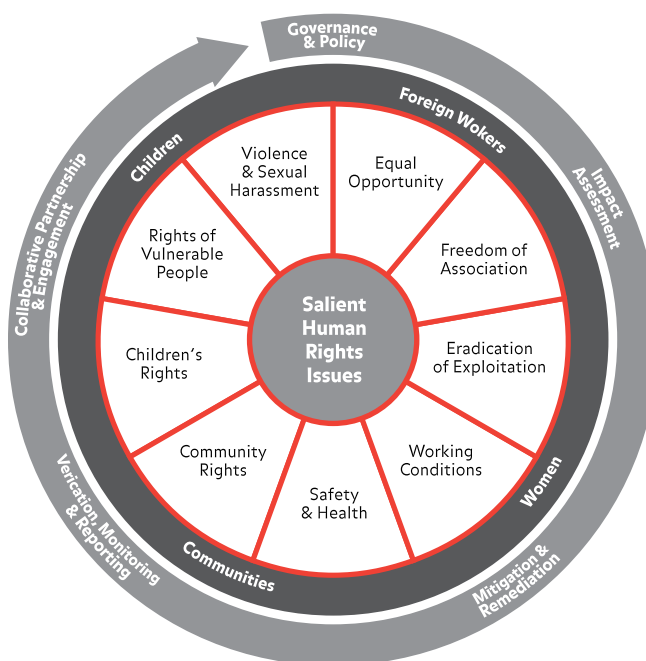 Governance
& Policy
Impact
Assessment
Mitigation &
Remediation
Verication, Monitoring
& Reporting
Collaborative Partnership
& Engagement
Foreign Wokers
Women
Communities
Children
Equal
Opportunity
Freedom of
Association
Eradication
of Exploitation
Working
Conditions
Safety
& Health
Community
Rights
Children's
Rights
Rights of
Vulnerable
People
Violence
& Sexual
Harassment
Salient
Human
Rights
Issues